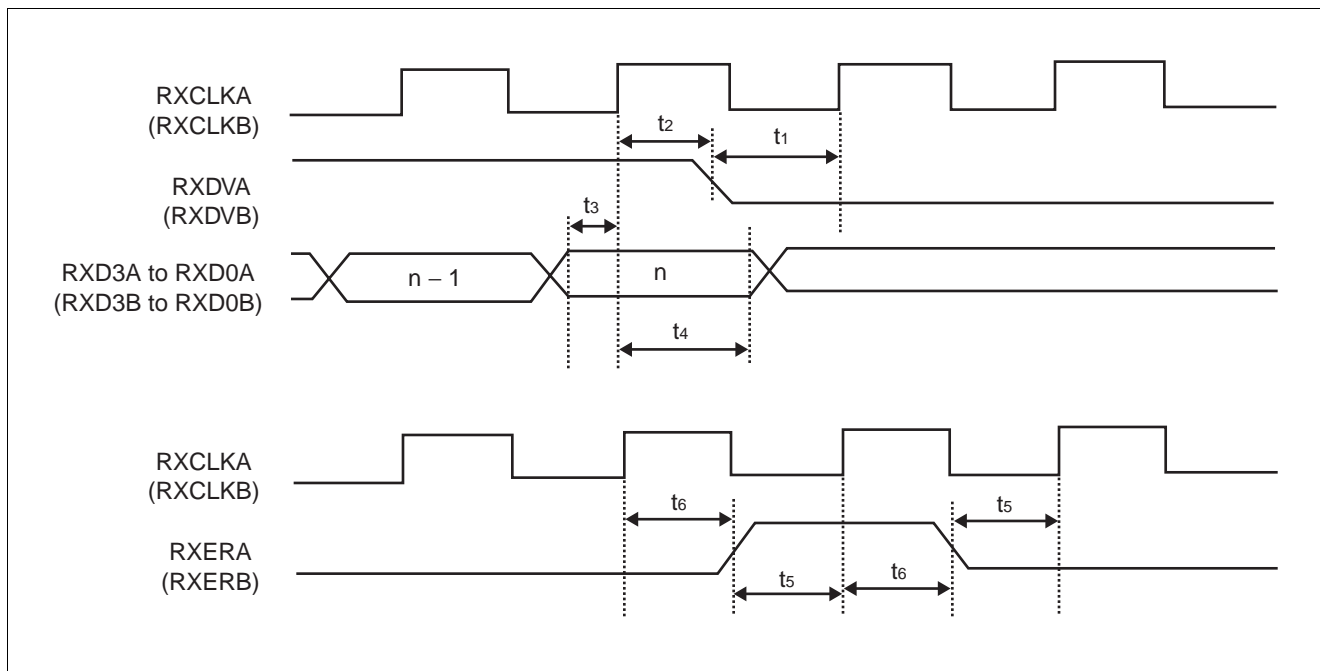 RXCLKA
(RXCLKB)
t2
t1
RXDVA
(RXDVB)
t3
RXD3A to RXD0A
(RXD3B to RXD0B)
n – 1
n
t4
RXCLKA
(RXCLKB)
t6
t5
RXERA
(RXERB)
t5
t6